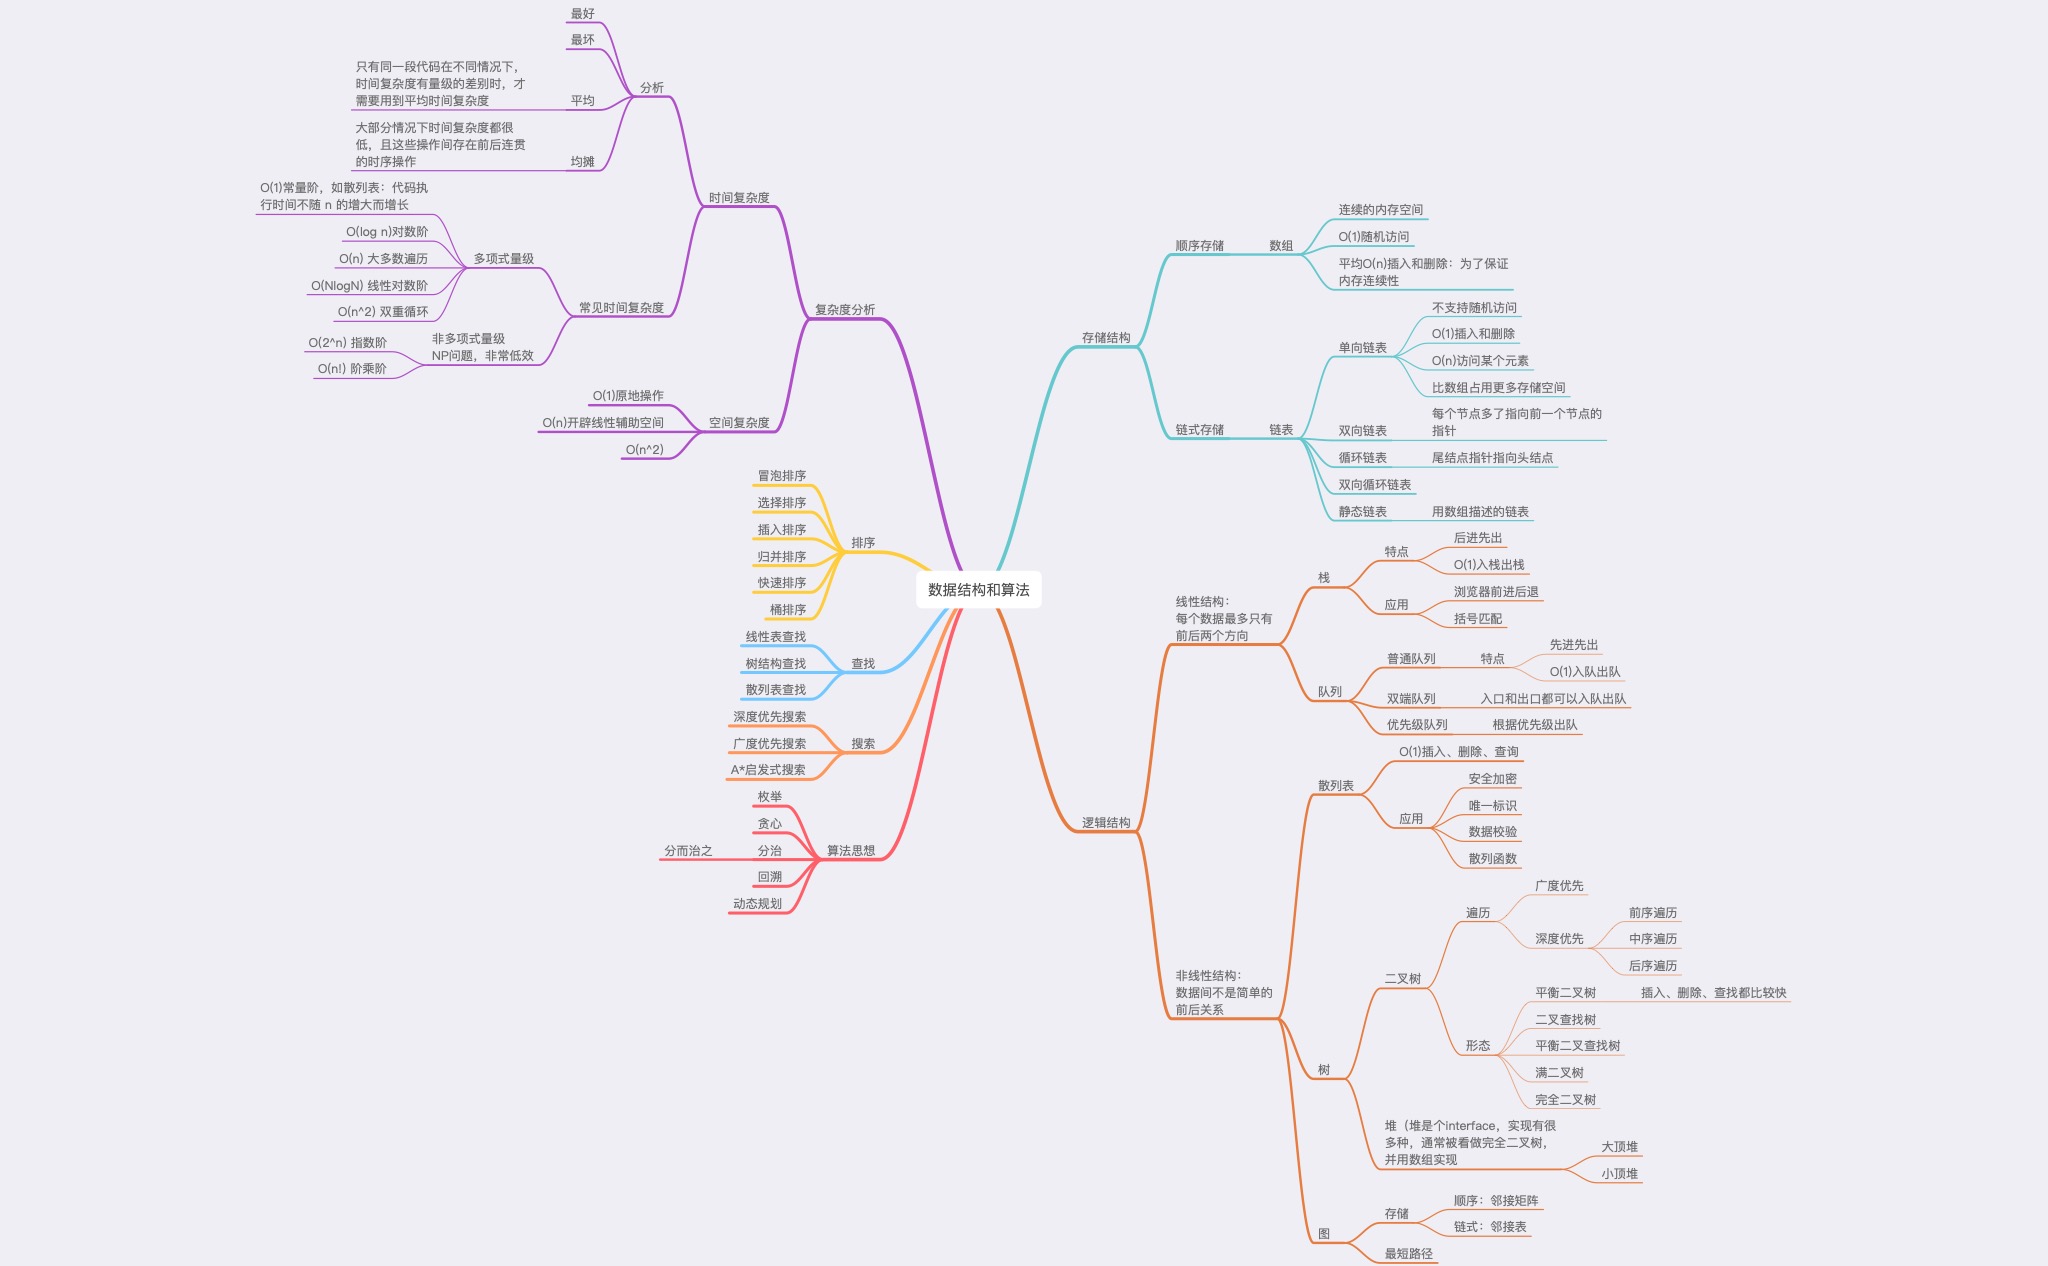 数据结构和算法
存储结构
顺序存储
数组
连续的内存空间
O(1)随机访问
平均O(n)插入和删除：为了保证
内存连续性
链式存储
链表
单向链表
不支持随机访问
O(1)插入和删除
O(n)访问某个元素
比数组占用更多存储空间
双向链表
每个节点多了指向前一个节点的
指针
循环链表
尾结点指针指向头结点
双向循环链表
静态链表
用数组描述的链表
逻辑结构
线性结构：
每个数据最多只有
前后两个方向
栈
特点
后进先出
O(1)入栈出栈
应用
浏览器前进后退
括号匹配
队列
普通队列
特点
先进先出
O(1)入队出队
双端队列
入口和出口都可以入队出队
优先级队列
根据优先级出队
非线性结构：
数据间不是简单的
前后关系
散列表
O(1)插入、删除、查询
应用
安全加密
唯一标识
数据校验
散列函数
树
二叉树
遍历
广度优先
深度优先
前序遍历
中序遍历
后序遍历
形态
平衡二叉树
插入、删除、查找都比较快
二叉查找树
平衡二叉查找树
满二叉树
完全二叉树
堆（堆是个interface，实现有很
多种，通常被看做完全二叉树，
并用数组实现
大顶堆
小顶堆
图
存储
顺序：邻接矩阵
链式：邻接表
最短路径
复杂度分析
时间复杂度
分析
最好
最坏
平均
只有同一段代码在不同情况下，
时间复杂度有量级的差别时，才
需要用到平均时间复杂度
均摊
大部分情况下时间复杂度都很
低，且这些操作间存在前后连贯
的时序操作
常见时间复杂度
多项式量级
O(1)常量阶，如散列表：代码执
行时间不随 n 的增大而增长
O(log n)对数阶
O(n) 大多数遍历
O(NlogN) 线性对数阶
O(n^2) 双重循环
非多项式量级
NP问题，非常低效
O(2^n) 指数阶
O(n!) 阶乘阶
空间复杂度
O(1)原地操作
O(n)开辟线性辅助空间
O(n^2)
排序
冒泡排序
选择排序
插入排序
归并排序
快速排序
桶排序
查找
线性表查找
树结构查找
散列表查找
搜索
深度优先搜索
广度优先搜索
A*启发式搜索
算法思想
枚举
贪心
分治
分而治之
回溯
动态规划